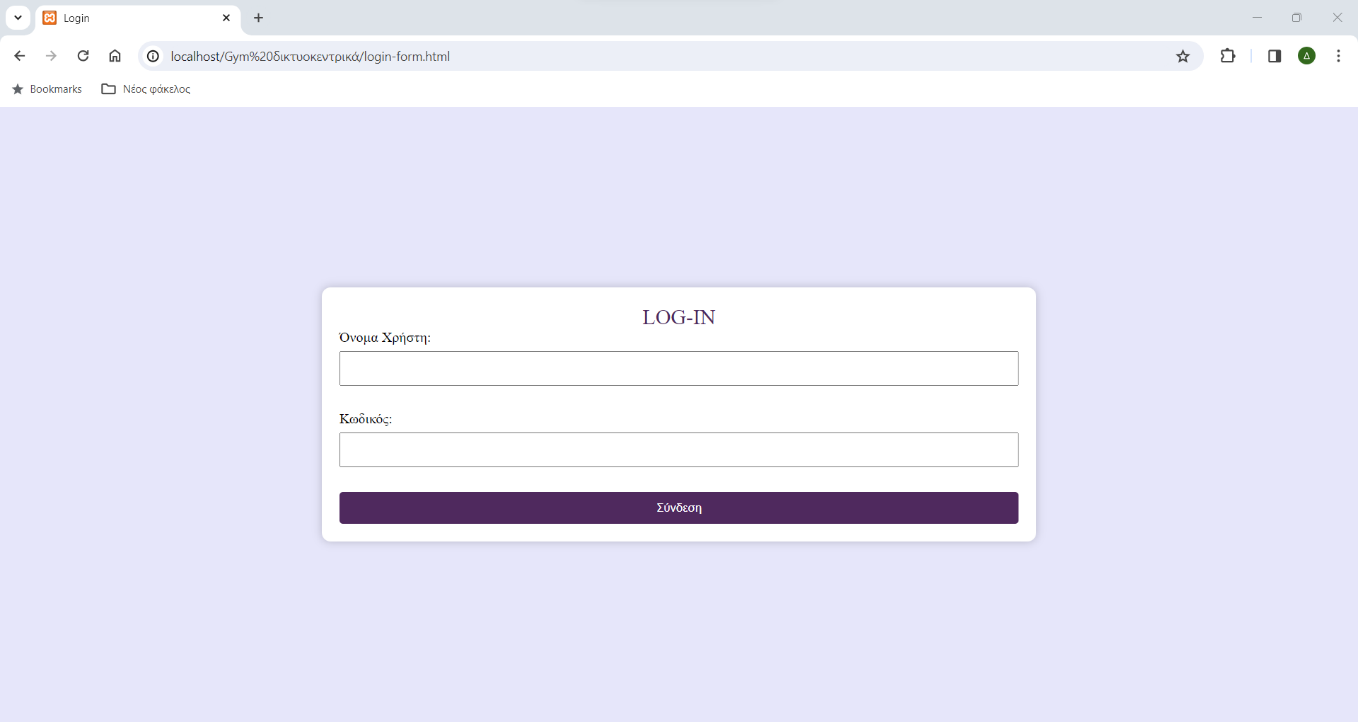 Login
localhost/Gym%20δικτυοκεντρικά/login-form.html
Δ
Bookmarks
Νέος φάκελος
LOG-IN
Όνομα Χρήστη:
Κωδικός:
Σύνδεση